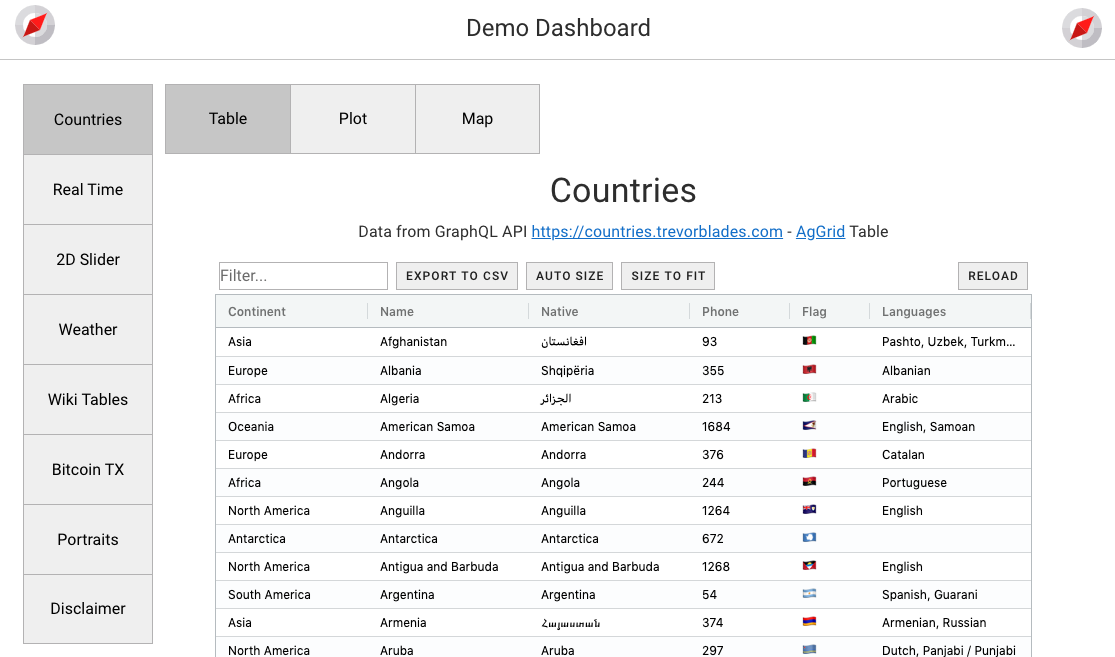 Demo Dashboard
Countries
Real Time
2D Slider
Weather
Wiki Tables
Bitcoin TX
Portraits
Disclaimer
Table Plot Map
Countries
Data from GraphQL API https://countries.trevorblades.com - AgGrid Table
Filter... EXPORT TO CSV AUTO SIZE SIZE TO FIT RELOAD
Continent Name Native Phone Flag Languages
Asia Afghanistan افغانستان 93 Pashto, Uzbek, Turkm...
Europe Albania Shqipëria 355 Albanian
Africa Algeria الجزائر 213 Arabic
Oceania American Samoa American Samoa 1684 English, Samoan
Europe Andorra Andorra 376 Catalan
Africa Angola Angola 244 Portuguese
North America Anguilla Anguilla 1264 English
Antarctica Antarctica Antarctica 672
North America Antigua and Barbuda Antigua and Barbuda 1268 English
South America Argentina Argentina 54 Spanish, Guarani
Asia Armenia Հայաստան 374 Armenian, Russian
North America Aruba Aruba 297 Dutch, Panjabi / Punjabi